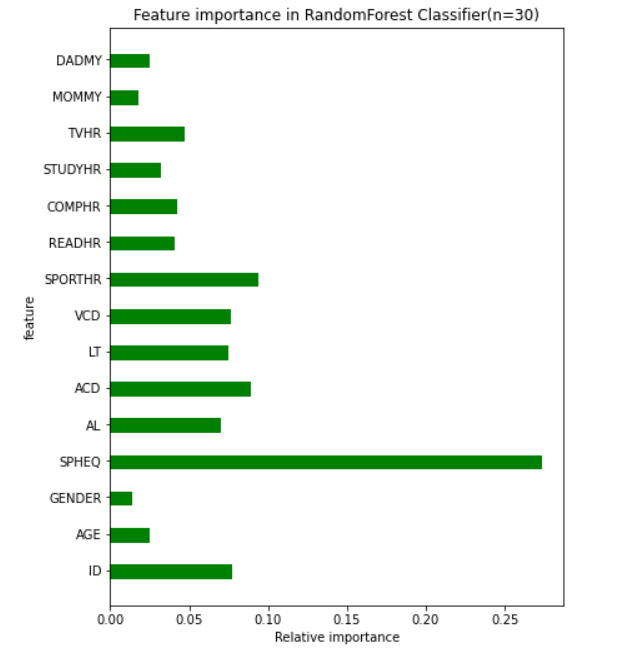 Feature importance in RandomForest Classifier(n=30)
DADMY
MOMMY
TVHR
STUDYHR
COMPHR
READHR
SPORTHR
VCD
LT
ACD
AL
SPHEQ
GENDER
AGE
ID
feature
0.00 0.05 0.10 0.15 0.20 0.25
Relative importance